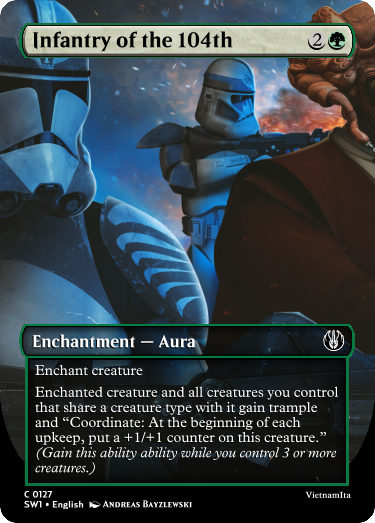 Infantry of the 104th 2
Enchantment — Aura
Enchant creature
Enchanted creature and all creatures you control
that share a creature type with it gain trample
and “Coordinate: At the beginning of each
upkeep, put a +1/+1 counter on this creature.”
(Gain this ability ability while you control 3 or more
creatures.)
C 0127
SW1 • English Andreas Bayzlewski
VietnamIta